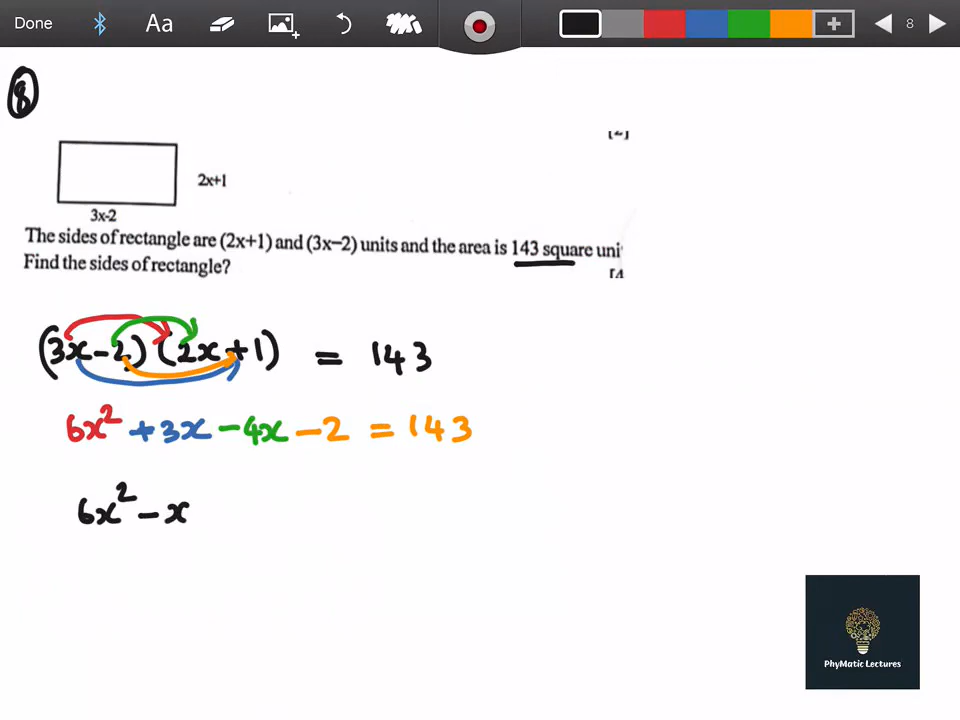 Done Aa 8
8
[2]
2x+1
3x-2
The sides of rectangle are (2x+1) and (3x−2) units and the area is 143 square uni
Find the sides of rectangle?
[4
(3x-2) (2x+1) = 143
6x² +3x -4x -2 = 143
6x² - x
PhyMatic Lectures